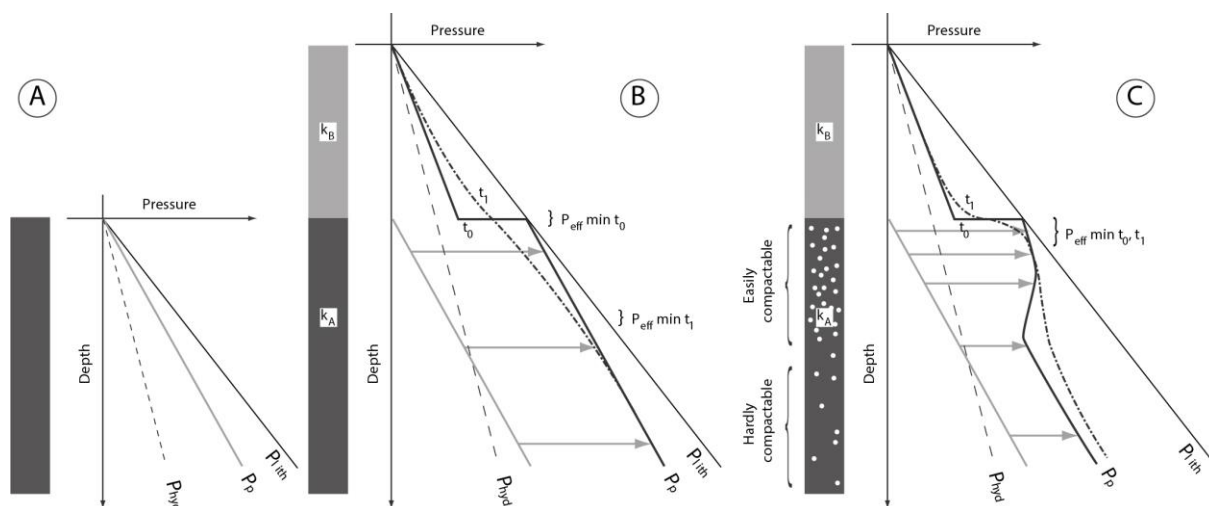 A
Pressure
Depth
Phyd
Pp
Plith
B
Pressure
kB
kA
t1
t0
} Peff min t0
} Peff min t1
Depth
Phyd
Pp
C
Pressure
kB
kA
t1
t0
} Peff min t0, t1
Easily
compactable
Hardly
compactable
Depth
Phyd
Pp
Plith